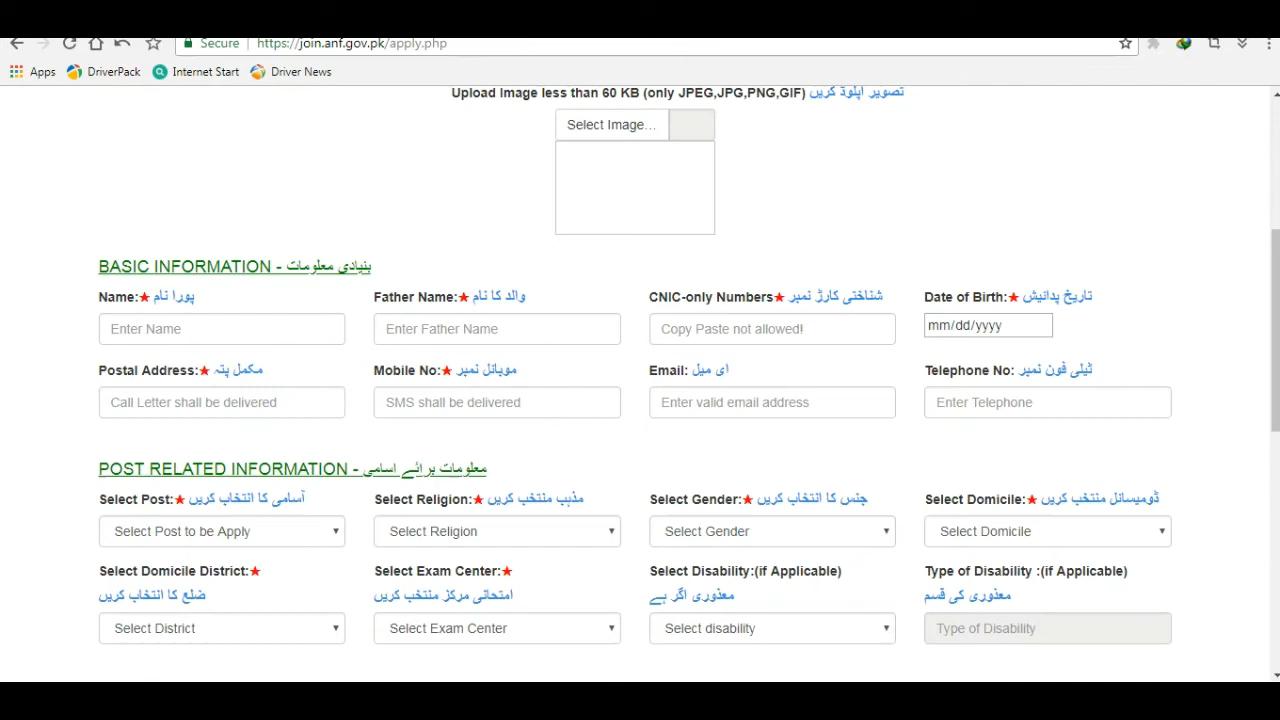 Secure https://join.anf.gov.pk/apply.php
Apps DriverPack Internet Start Driver News
Upload Image less than 60 KB (only JPEG,JPG,PNG,GIF) تصویر اپلوڈ کریں
Select Image...
BASIC INFORMATION - بنیادی معلومات
Name:★ پورا نام Father Name:★ والد کا نام CNIC-only Numbers★ شناختی کارڑ نمبر Date of Birth:★ تاریخ پدائیش
Enter Name Enter Father Name Copy Paste not allowed! mm/dd/yyyy
Postal Address:★ مکمل پتہ Mobile No:★ موبائل نمبر Email: ای میل Telephone No: ٹیلی فون نمبر
Call Letter shall be delivered SMS shall be delivered Enter valid email address Enter Telephone
POST RELATED INFORMATION - معلومات برائے اسامی
Select Post:★ آسامی کا انتخاب کریں Select Religion:★ مذہب منتخب کریں Select Gender:★ جنس کا انتخاب کریں Select Domicile:★ ڈومیسائل منتخب کریں
Select Post to be Apply Select Religion Select Gender Select Domicile
Select Domicile District:★ Select Exam Center:★ Select Disability:(if Applicable) Type of Disability :(if Applicable)
ضلع کا انتخاب کریں امتحانی مرکز منتخب کریں معذوری اگر ہے معذوری کی قسم
Select District Select Exam Center Select disability Type of Disability